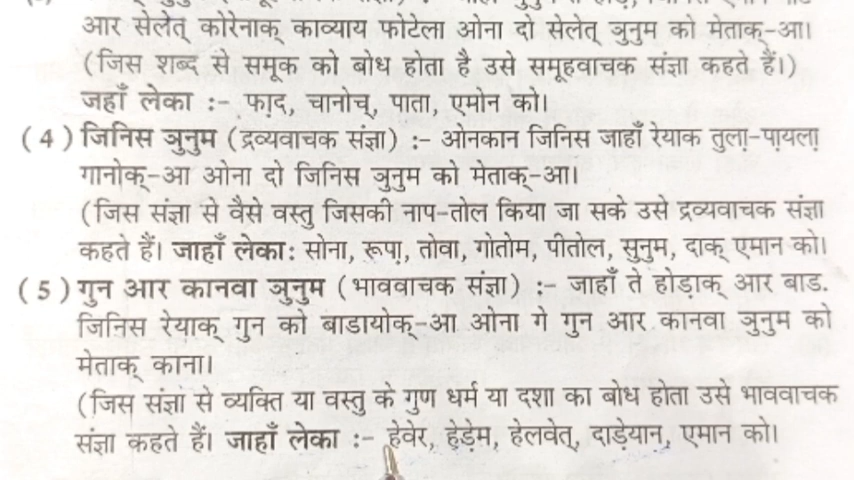 आर सेलेत् कोरेनाक् काव्याय फोटेला ओना दो सेलेत् ञुनुम को मेताक्-आ।
(जिस शब्द से समूक को बोध होता है उसे समूहवाचक संज्ञा कहते हैं।)
जहाँ लेका :- फा़द, चानोच्, पाता, एमोन को।
(4) जिनिस ञुनुम (द्रव्यवाचक संज्ञा) :- ओनकान जिनिस जाहाँ रेयाक् तुला़-पा़यला़
गानोक्-आ ओना दो जिनिस ञुनुम को मेताक्-आ।
(जिस संज्ञा से वैसे वस्तु जिसकी नाप-तोल किया जा सके उसे द्रव्यवाचक संज्ञा
कहते हैं। जाहाँ लेका: सोना, रूपा़, तोवा, गोतोम, पीतोल, सुनुम, दाक् एमान को।
(5) गुन आर कानवा ञुनुम (भाववाचक संज्ञा) :- जाहाँ ते होड़ाक् आर बाड.
जिनिस रेयाक् गुन को बाडायोक्-आ ओना गे गुन आर कानवा ञुनुम को
मेताक् काना।
(जिस संज्ञा से व्यक्ति या वस्तु के गुण धर्म या दशा का बोध होता उसे भाववाचक
संज्ञा कहते हैं। जाहाँ लेका :- हेवेर, हेड़ेम, हेलवेत्, दाड़ेयान, एमान को।